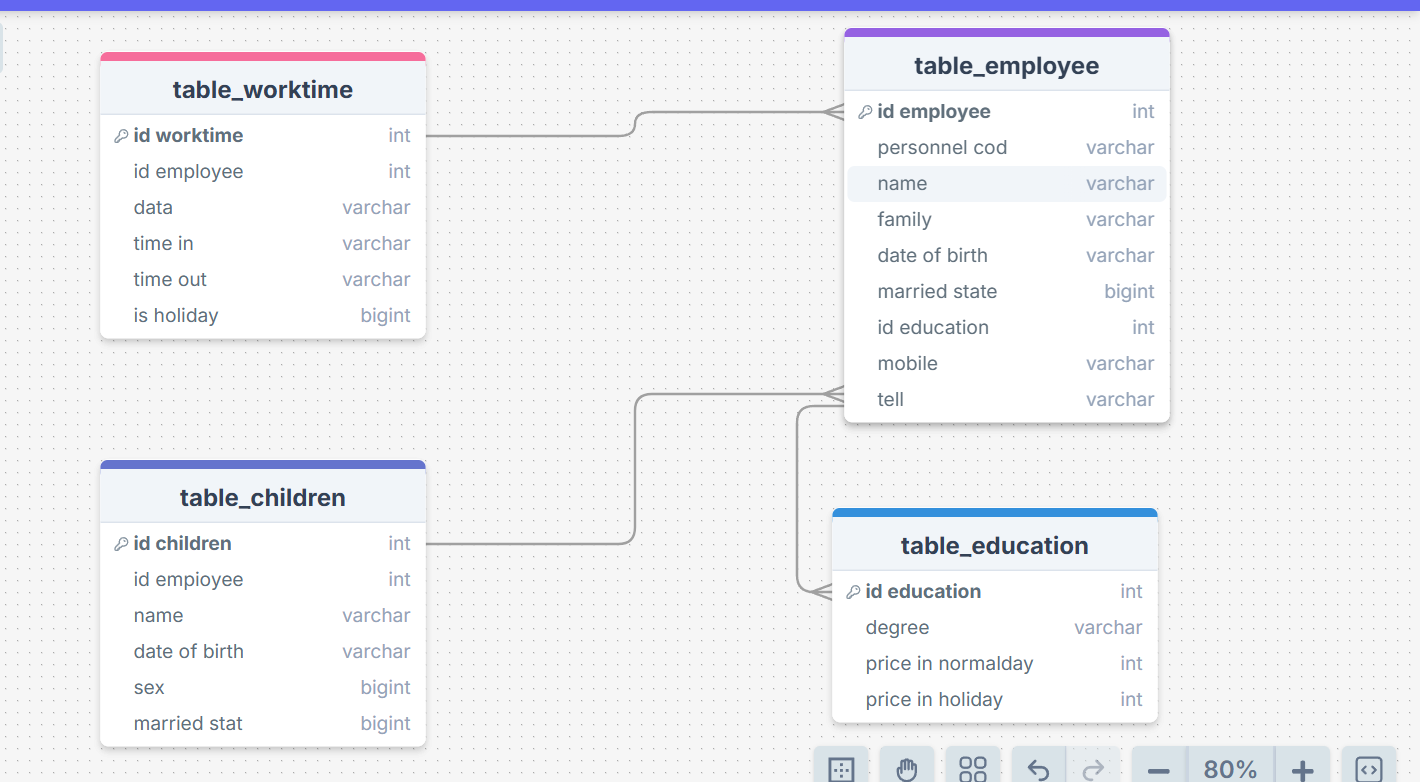 table_worktime
id worktime int
id employee int
data varchar
time in varchar
time out varchar
is holiday bigint
table_employee
id employee int
personnel cod varchar
name varchar
family varchar
date of birth varchar
married state bigint
id education int
mobile varchar
tell varchar
table_children
id children int
id empioyee int
name varchar
date of birth varchar
sex bigint
married stat bigint
table_education
id education int
degree varchar
price in normalday int
price in holiday int
80%